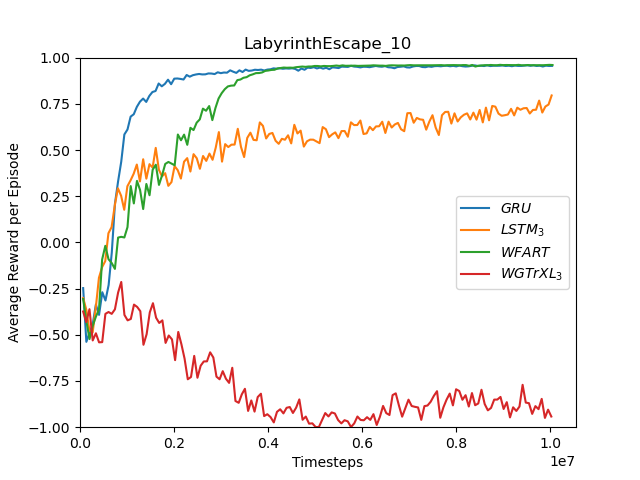 LabyrinthEscape_10
Average Reward per Episode
1.00
0.75
0.50
0.25
0.00
−0.25
−0.50
−0.75
−1.00
GRU
LSTM₃
WFART
WGTrXL₃
0.0
0.2
0.4
0.6
0.8
1.0
1e7
Timesteps